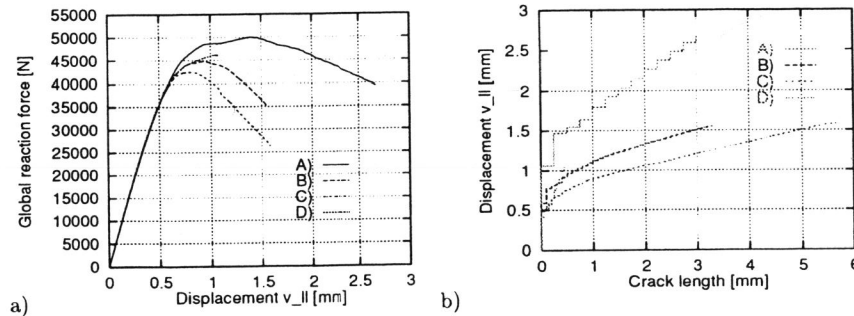 55000
50000
45000
40000
35000
30000
25000
20000
15000
10000
5000
0
Global reaction force [N]
A)
B)
C)
D)
0 0.5 1 1.5 2 2.5 3
Displacement v_ll [mm]
a)
3
2.5
2
1.5
1
0.5
0
Displacement v_ll [mm]
A)
B)
C)
D)
0 1 2 3 4 5 6
Crack length [mm]
b)